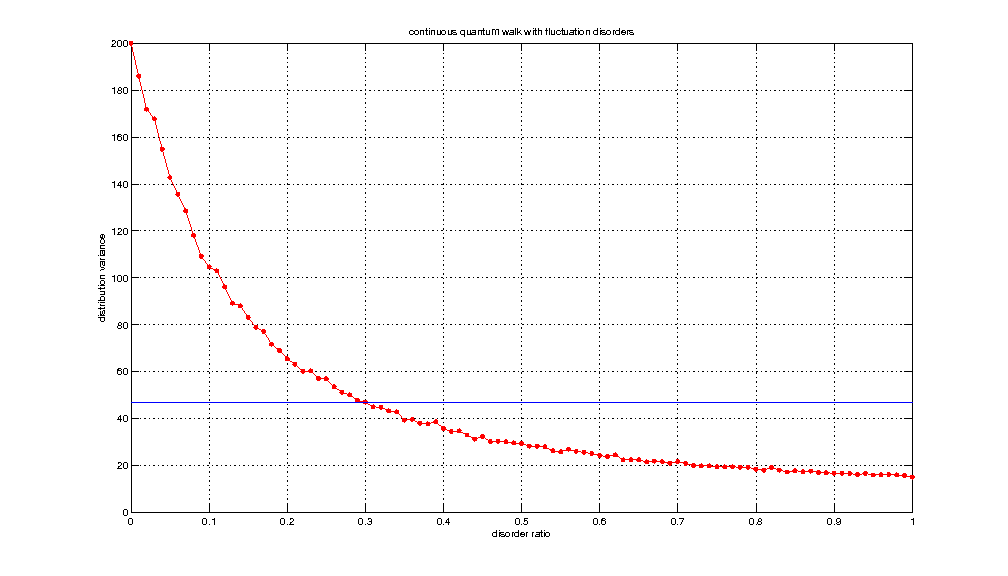 continuous quantum walk with fluctuation disorders
200
180
160
140
120
100
80
60
40
20
0
distribution variance
0 0.1 0.2 0.3 0.4 0.5 0.6 0.7 0.8 0.9 1
disorder ratio